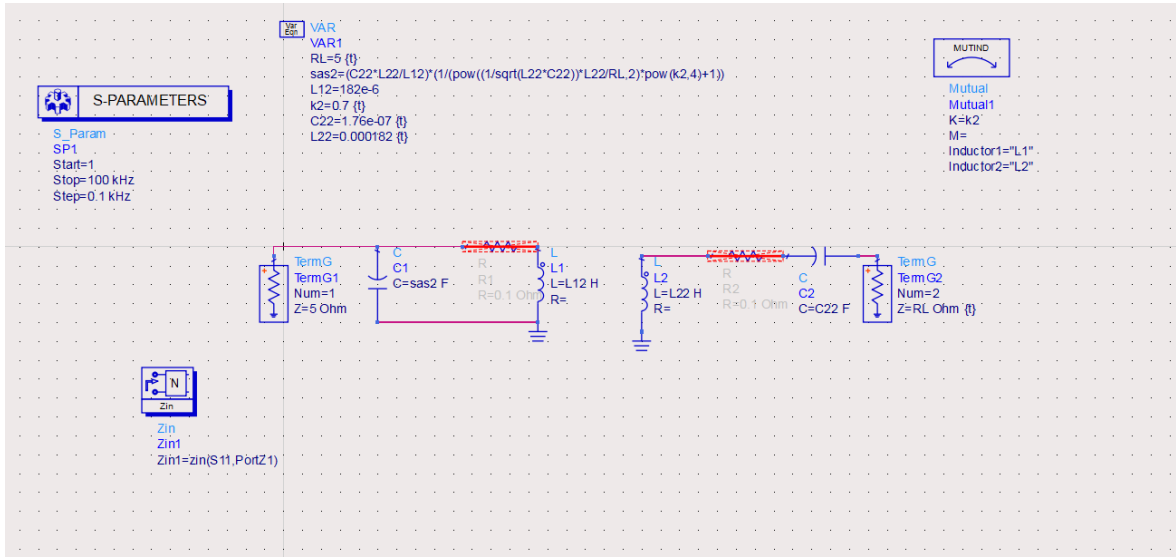 Var
Eqn
VAR
VAR1
RL=5 {t}
sas2=(C22*L22/L12)*(1/(pow((1/sqrt(L22*C22))*L22/RL,2)*pow(k2,4)+1))
L12=182e-6
k2=0.7 {t}
C22=1.76e-07 {t}
L22=0.000182 {t}
MUTIND
Mutual
Mutual1
K=k2
M=
Inductor1="L1"
Inductor2="L2"
S-PARAMETERS
S_Param
SP1
Start=1
Stop=100 kHz
Step=0.1 kHz
TermG
TermG1
Num=1
Z=5 Ohm
C
C1
C=sas2 F
R
R1
R=0.1 Ohm
L
L1
L=L12 H
R=
L
L2
L=L22 H
R=
R
R2
R=0.1 Ohm
C
C2
C=C22 F
TermG
TermG2
Num=2
Z=RL Ohm {t}
N
Zin
Zin
Zin1
Zin1=zin(S11,PortZ1)